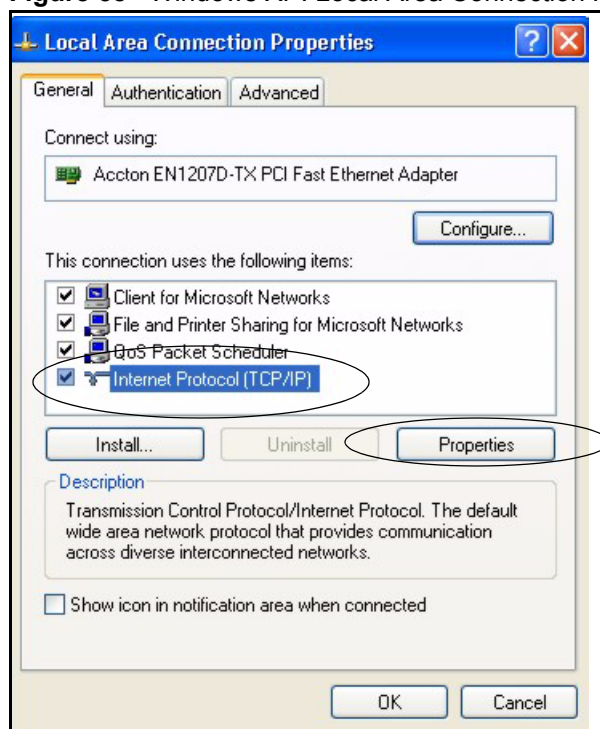 Local Area Connection Properties
General Authentication Advanced
Connect using:
Accton EN1207D-TX PCI Fast Ethernet Adapter
Configure...
This connection uses the following items:
Client for Microsoft Networks
File and Printer Sharing for Microsoft Networks
QoS Packet Scheduler
Internet Protocol (TCP/IP)
Install... Uninstall Properties
Description
Transmission Control Protocol/Internet Protocol. The default
wide area network protocol that provides communication
across diverse interconnected networks.
Show icon in notification area when connected
OK Cancel